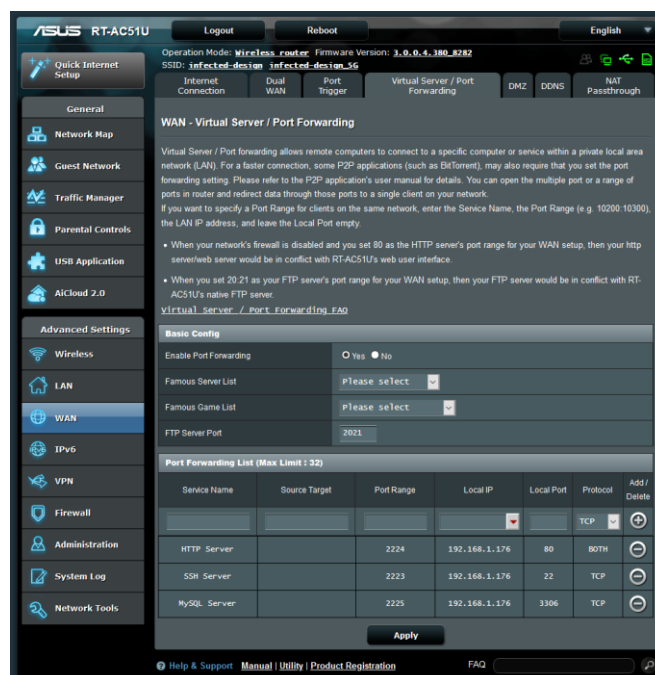 ASUS RT-AC51U
Logout
Reboot
English
Quick Internet Setup
Operation Mode: Wireless router Firmware Version: 3.0.0.4.380_8282
SSID: infected-design infected-design_5G
Internet Connection
Dual WAN
Port Trigger
Virtual Server / Port Forwarding
DMZ
DDNS
NAT Passthrough
General
Network Map
Guest Network
Traffic Manager
Parental Controls
USB Application
AiCloud 2.0
Advanced Settings
Wireless
LAN
WAN
IPv6
VPN
Firewall
Administration
System Log
Network Tools
WAN - Virtual Server / Port Forwarding
Virtual Server / Port forwarding allows remote computers to connect to a specific computer or service within a private local area
network (LAN). For a faster connection, some P2P applications (such as BitTorrent), may also require that you set the port
forwarding setting. Please refer to the P2P application's user manual for details. You can open the multiple port or a range of
ports in router and redirect data through those ports to a single client on your network.
If you want to specify a Port Range for clients on the same network, enter the Service Name, the Port Range (e.g. 10200:10300),
the LAN IP address, and leave the Local Port empty.
• When your network's firewall is disabled and you set 80 as the HTTP server's port range for your WAN setup, then your http
server/web server would be in conflict with RT-AC51U's web user interface.
• When you set 20:21 as your FTP server's port range for your WAN setup, then your FTP server would be in conflict with RT-
AC51U's native FTP server.
Virtual Server / Port Forwarding FAQ
Basic Config
Enable Port Forwarding Yes No
Famous Server List Please select
Famous Game List Please select
FTP Server Port 2021
Port Forwarding List (Max Limit : 32)
Service Name Source Target Port Range Local IP Local Port Protocol Add / Delete
TCP
HTTP Server 2224 192.168.1.176 80 BOTH
SSH Server 2223 192.168.1.176 22 TCP
MySQL Server 2225 192.168.1.176 3306 TCP
Apply
Help & Support Manual | Utility | Product Registration FAQ